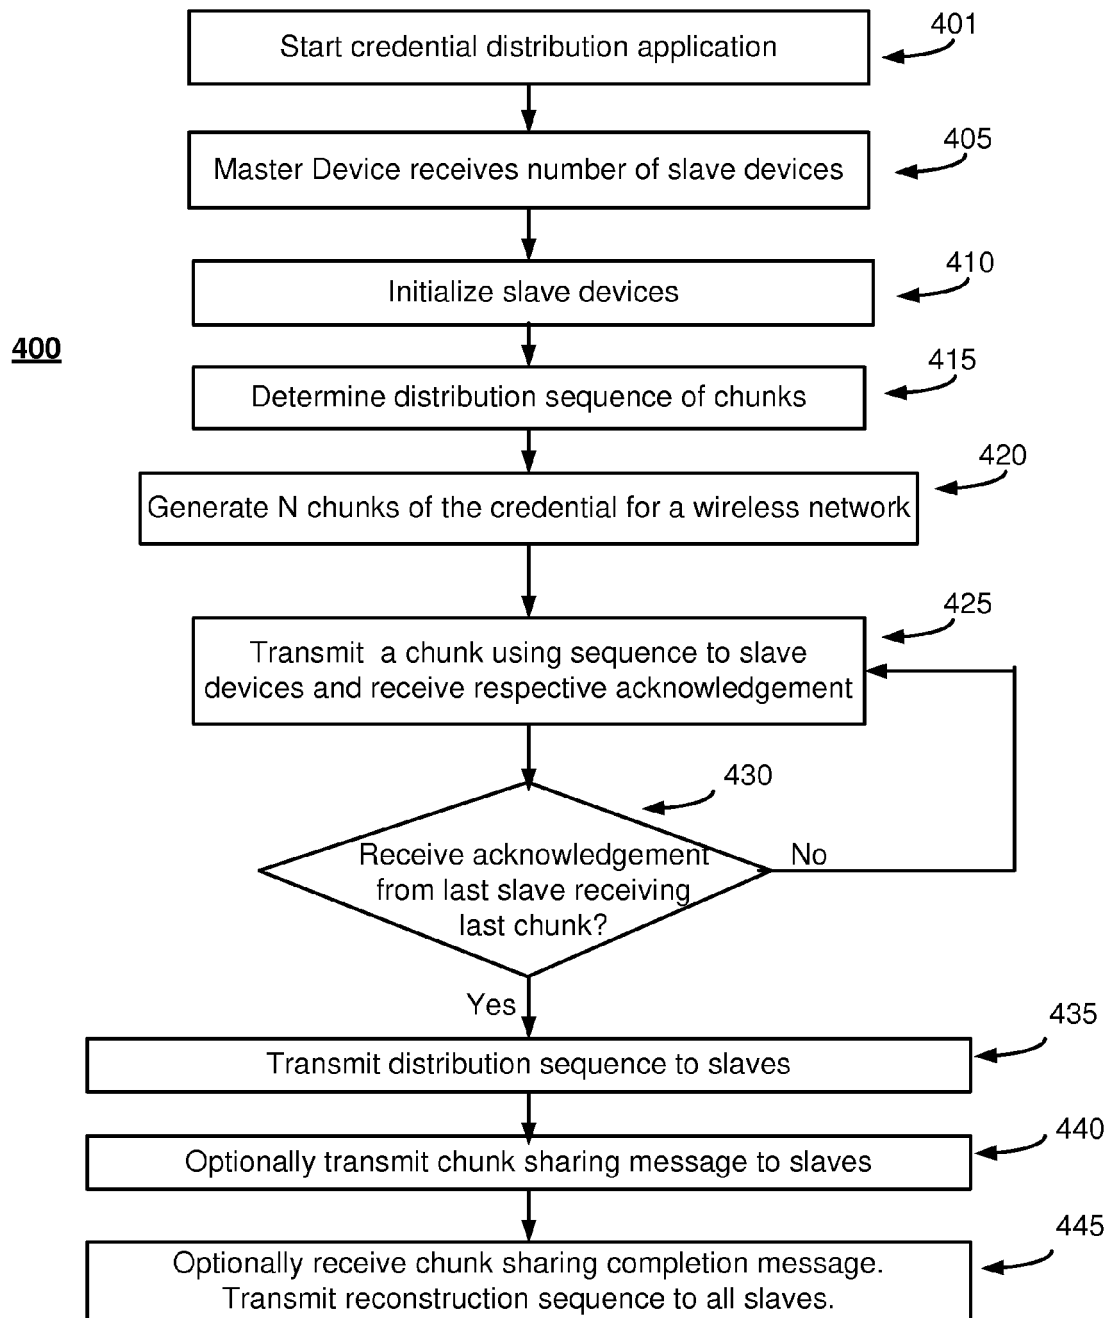 Start credential distribution application
401
Master Device receives number of slave devices
405
Initialize slave devices
410
400
Determine distribution sequence of chunks
415
Generate N chunks of the credential for a wireless network
420
Transmit a chunk using sequence to slave
devices and receive respective acknowledgement
425
430
Receive acknowledgement
from last slave receiving
last chunk?
No
Yes
Transmit distribution sequence to slaves
435
Optionally transmit chunk sharing message to slaves
440
Optionally receive chunk sharing completion message.
Transmit reconstruction sequence to all slaves.
445